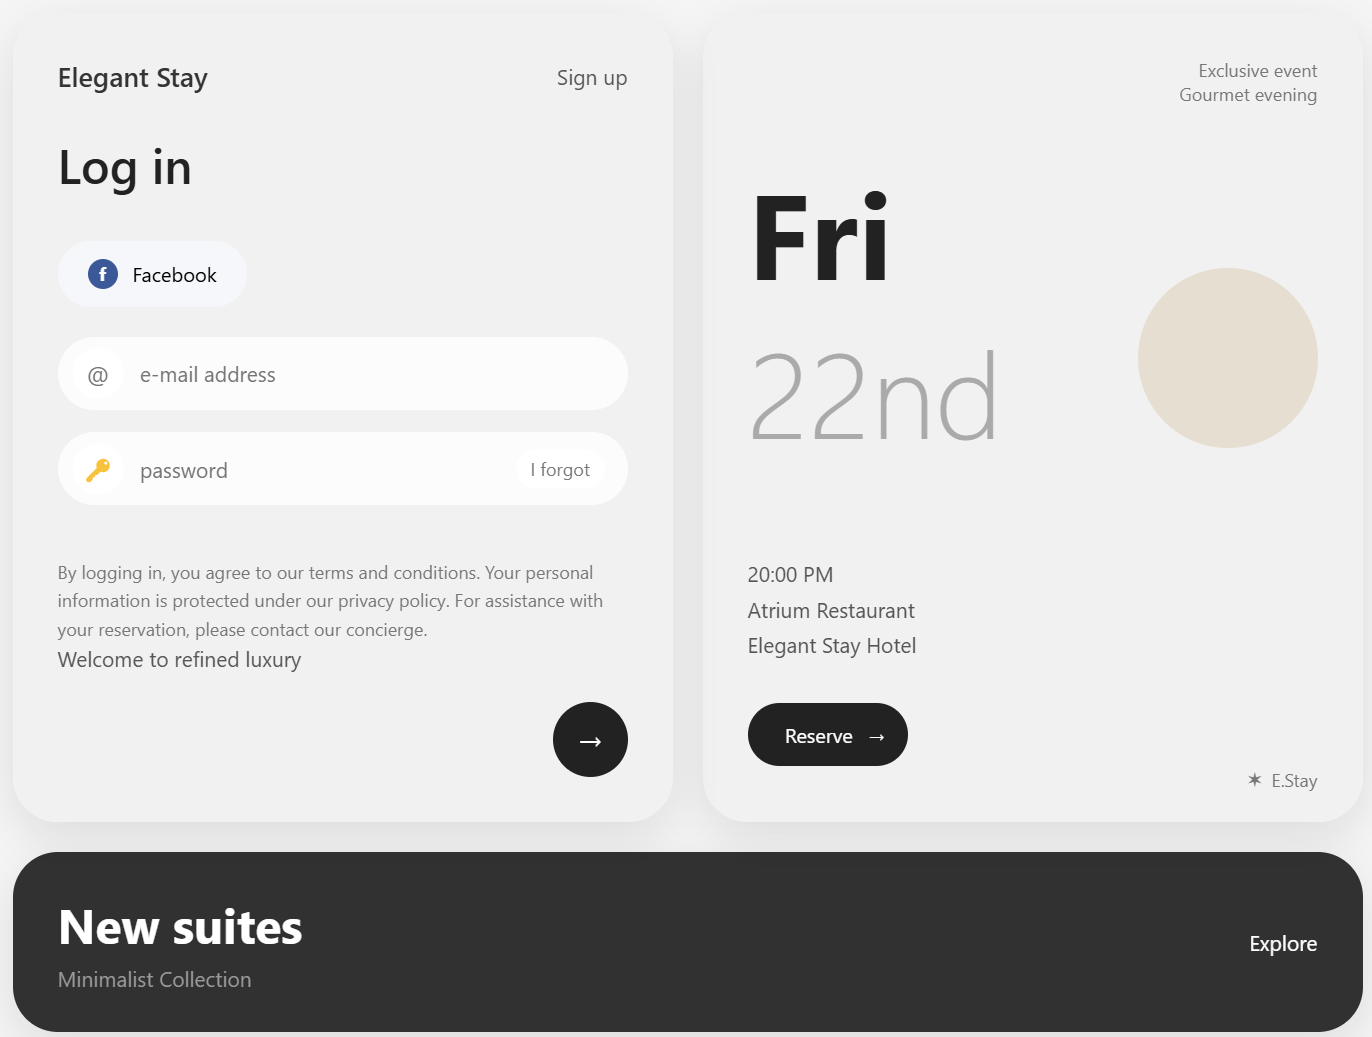 Elegant Stay
Sign up
Log in
f Facebook
@ e-mail address
password
I forgot
By logging in, you agree to our terms and conditions. Your personal
information is protected under our privacy policy. For assistance with
your reservation, please contact our concierge.
Welcome to refined luxury
→
Exclusive event
Gourmet evening
Fri
22nd
20:00 PM
Atrium Restaurant
Elegant Stay Hotel
Reserve →
✶ E.Stay
New suites
Minimalist Collection
Explore